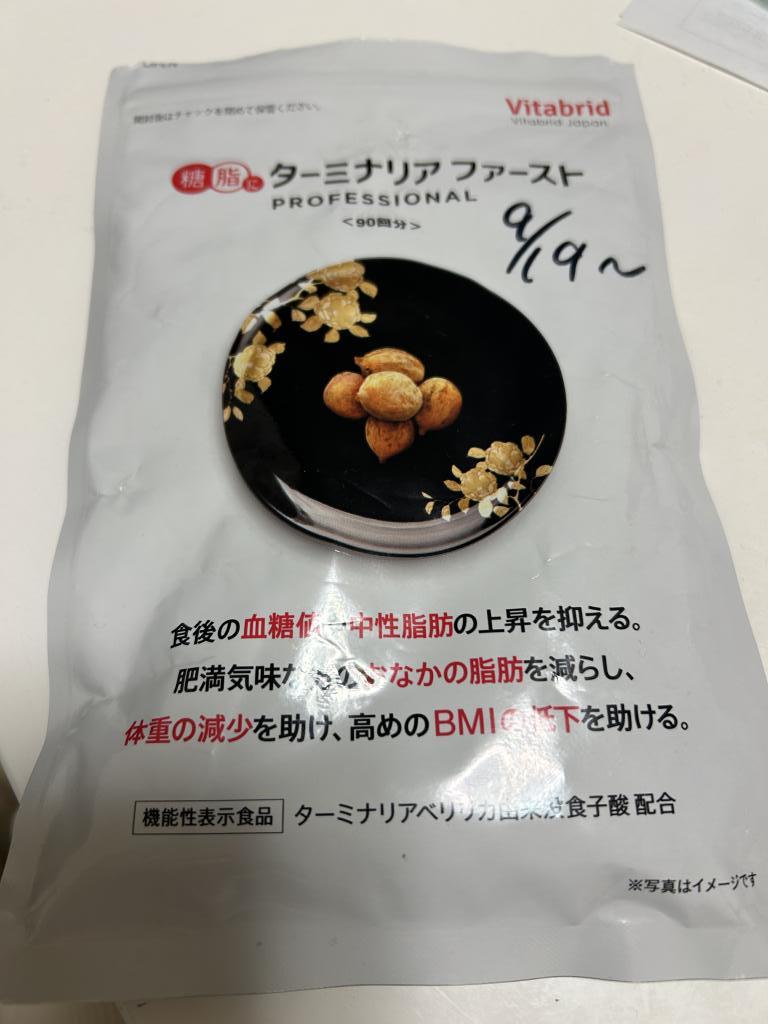 OPEN
開封後はチャックを閉めて保管ください。
Vitabrid
Vitabrid Japan
糖 脂 に ターミナリア ファースト
PROFESSIONAL
<90回分>
9/19~
食後の血糖値 中性脂肪の上昇を抑える。
肥満気味な のおなかの脂肪を減らし、
体重の減少を助け、高めのBMIの低下を助ける。
機能性表示食品 ターミナリアベリリカ由来没食子酸 配合
※写真はイメージです